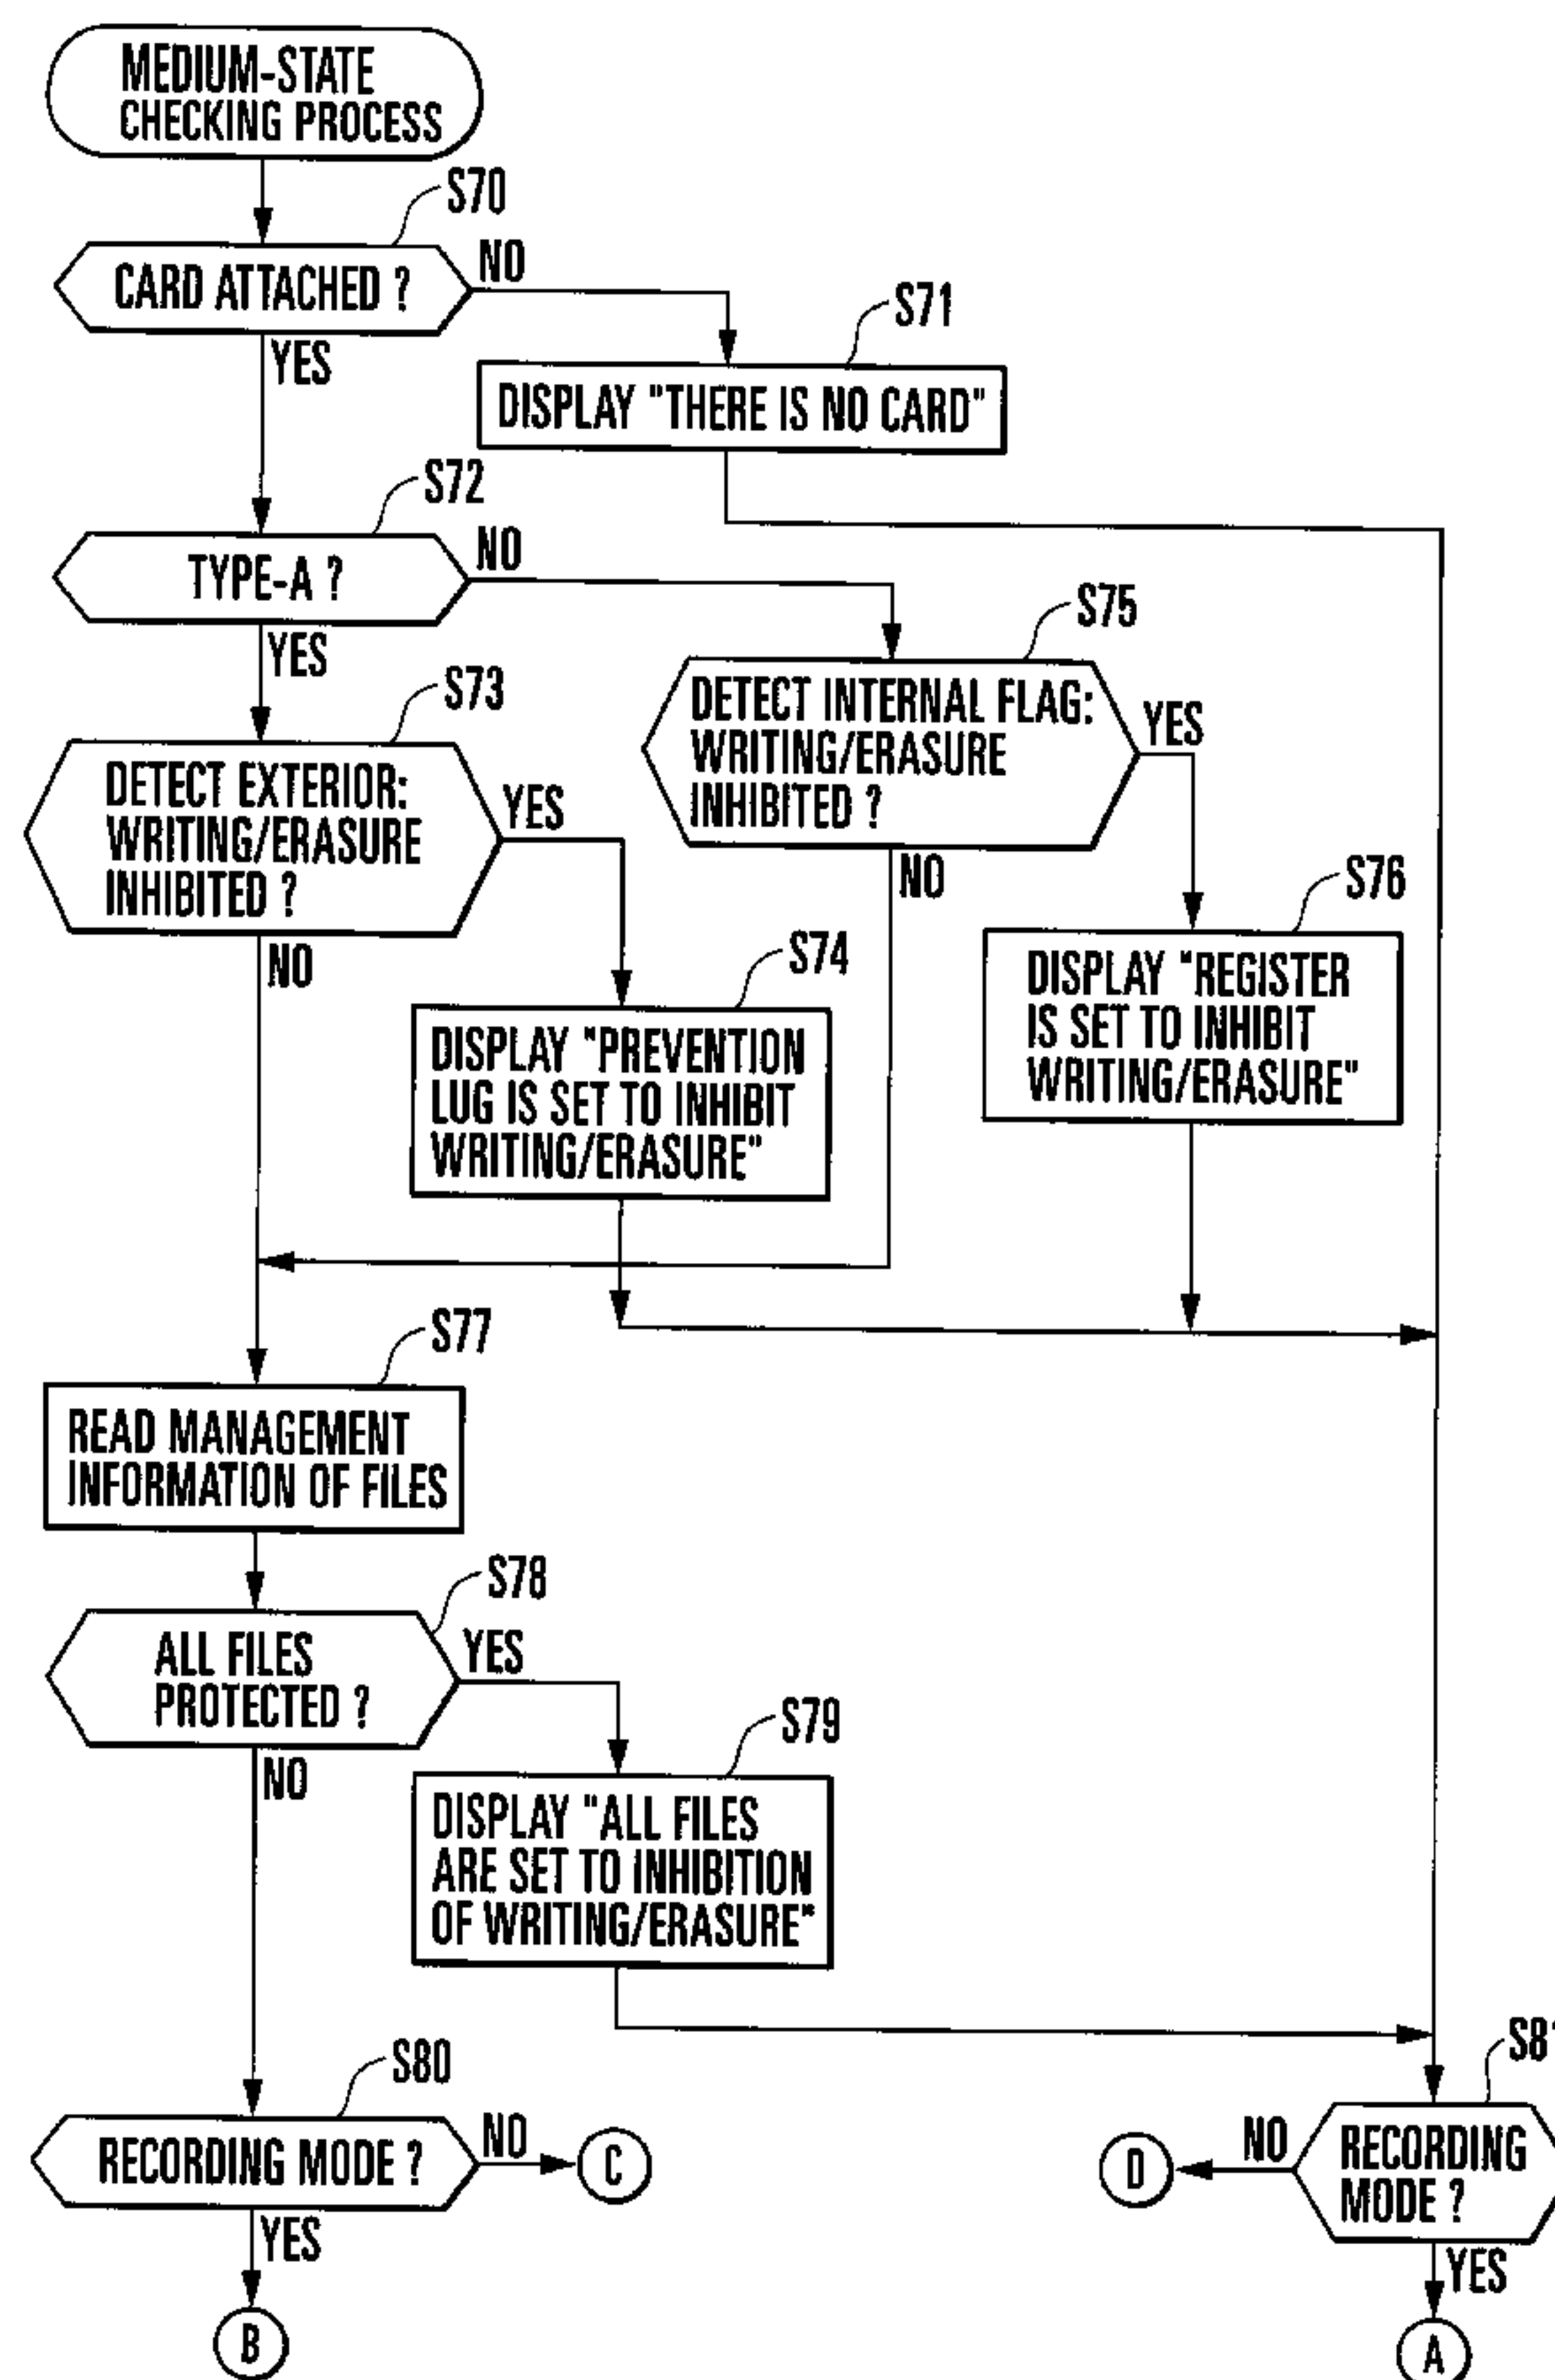 MEDIUM-STATE
CHECKING PROCESS
S70
CARD ATTACHED ?
NO
YES
S71
DISPLAY "THERE IS NO CARD"
S72
TYPE-A ?
NO
YES
S73
DETECT EXTERIOR:
WRITING/ERASURE
INHIBITED ?
YES
NO
S75
DETECT INTERNAL FLAG:
WRITING/ERASURE
INHIBITED ?
YES
NO
S74
DISPLAY "PREVENTION
LUG IS SET TO INHIBIT
WRITING/ERASURE"
S76
DISPLAY "REGISTER
IS SET TO INHIBIT
WRITING/ERASURE"
S77
READ MANAGEMENT
INFORMATION OF FILES
S78
ALL FILES
PROTECTED ?
YES
NO
S79
DISPLAY "ALL FILES
ARE SET TO INHIBITION
OF WRITING/ERASURE"
S80
RECORDING MODE ?
NO
C
YES
B
S81
RECORDING
MODE ?
NO
D
YES
A